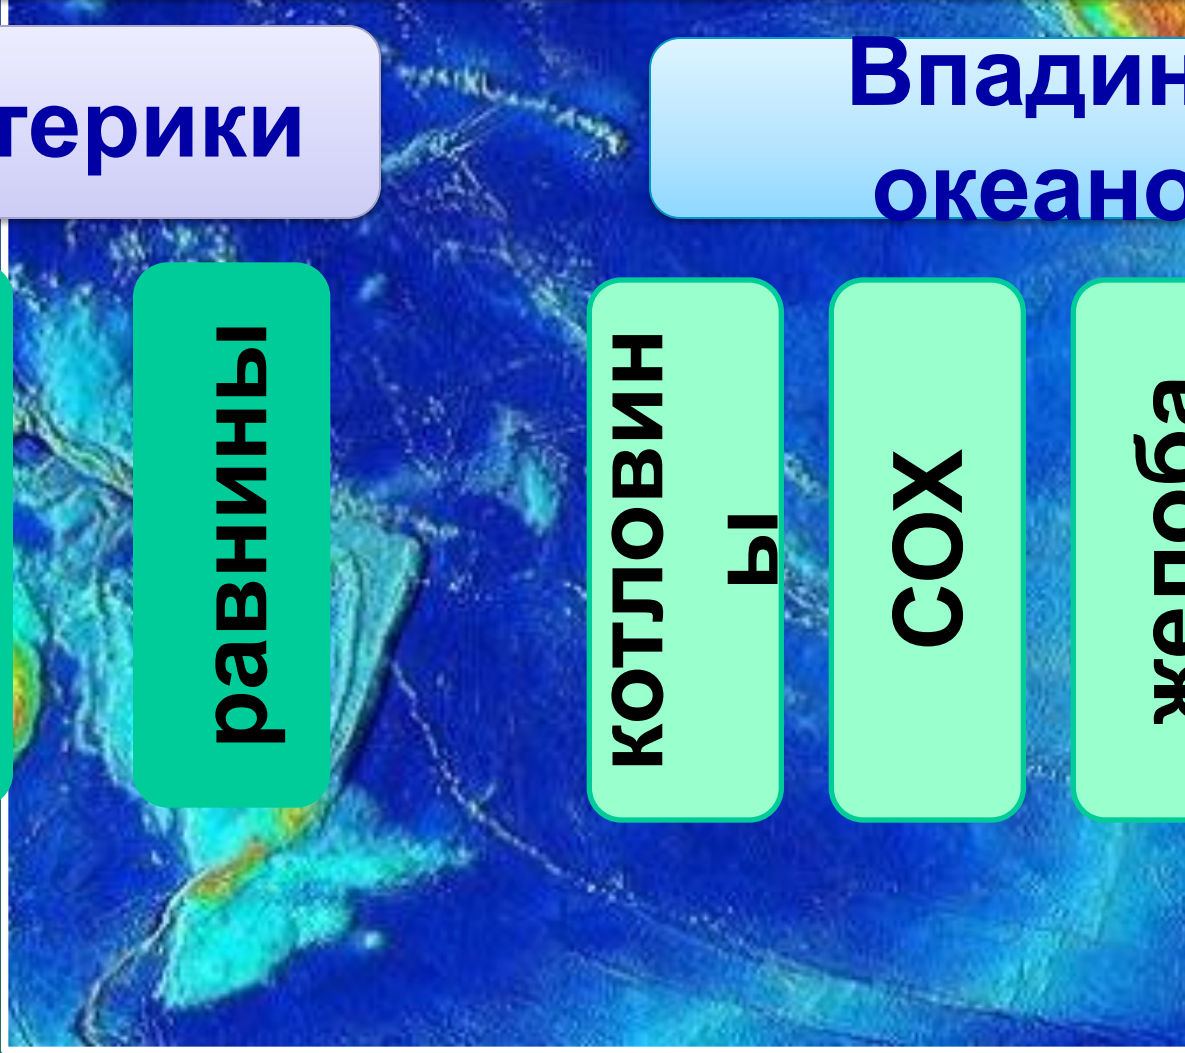 терики
Впадин
океано
равнины
котловин
ы
СОХ
желоба